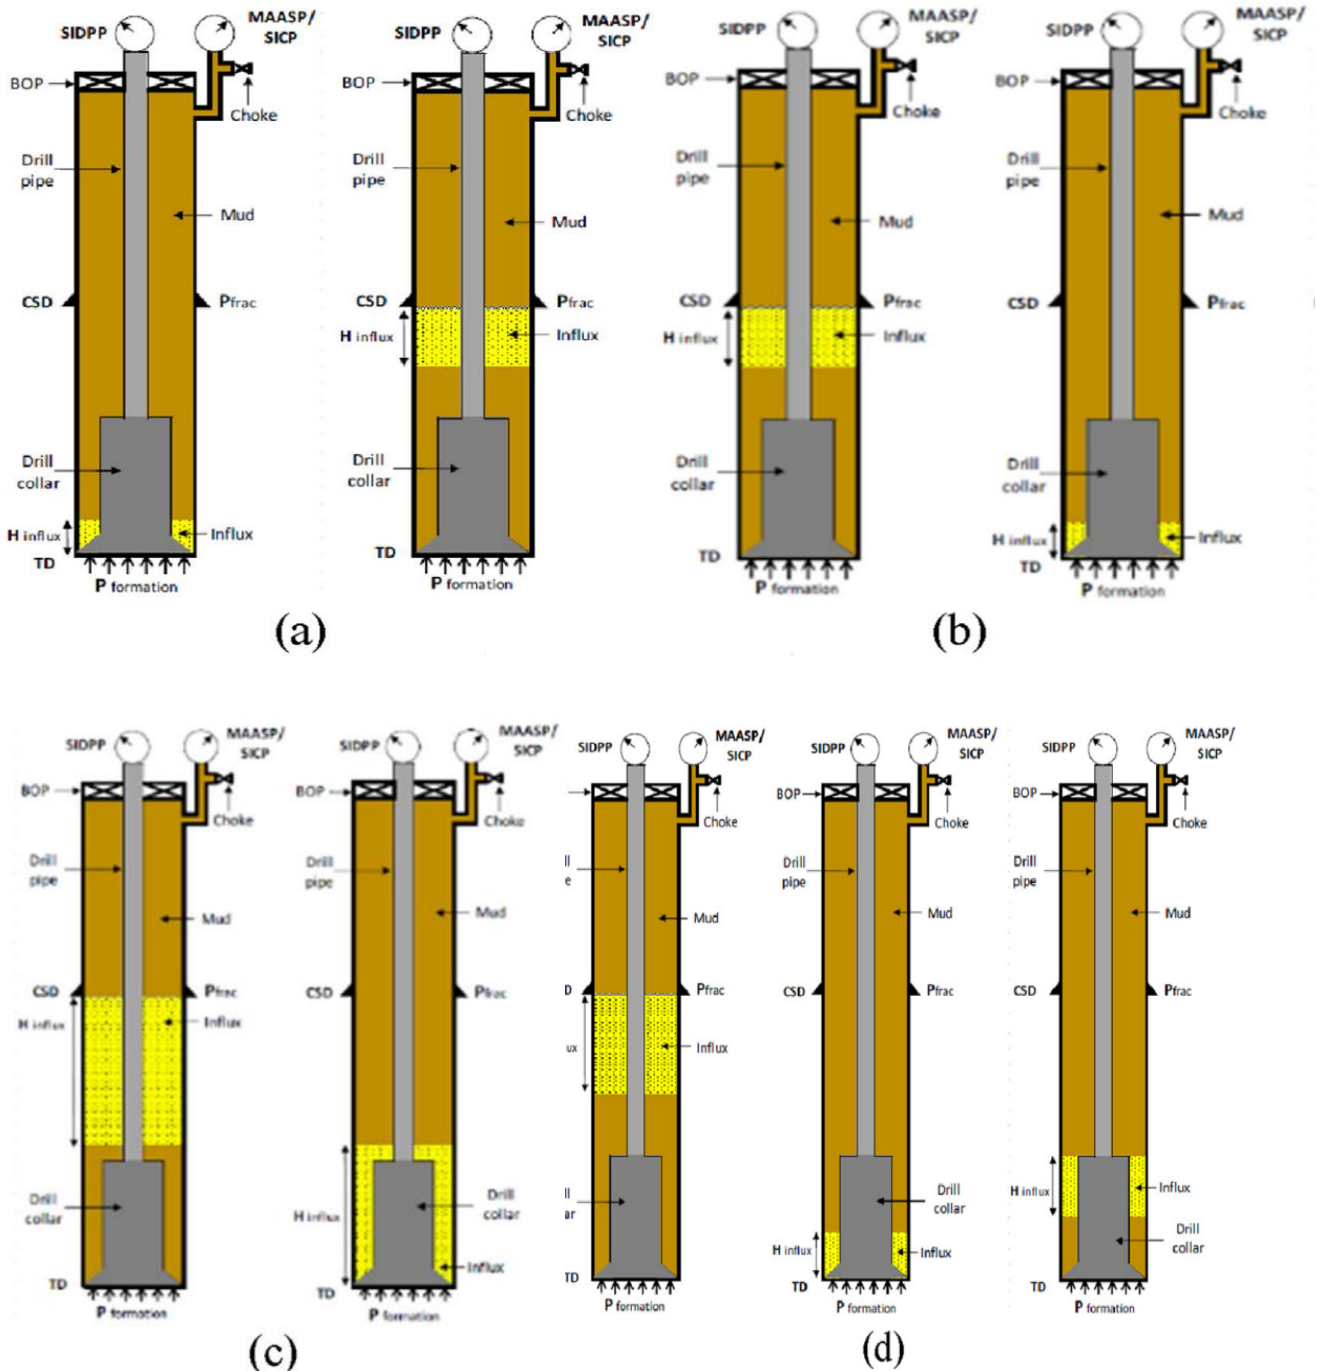 SIDPP
MAASP/
SICP
BOP
Choke
Drill
pipe
Mud
CSD
Pfrac
Drill
collar
H influx
Influx
TD
P formation
SIDPP
MAASP/
SICP
BOP
Choke
Drill
pipe
Mud
CSD
Pfrac
H influx
Influx
Drill
collar
TD
P formation
(a)
SIDPP
MAASP/
SICP
BOP
Choke
Drill
pipe
Mud
CSD
Pfrac
H influx
Influx
Drill
collar
TD
P formation
SIDPP
MAASP/
SICP
BOP
Choke
Drill
pipe
Mud
CSD
Pfrac
Drill
collar
H influx
Influx
TD
P formation
(b)
SIDPP
MAASP/
SICP
BOP
Choke
Drill
pipe
Mud
CSD
Pfrac
H influx
Influx
Drill
collar
TD
P formation
SIDPP
MAASP/
SICP
BOP
Choke
Drill
pipe
Mud
CSD
Pfrac
Drill
collar
H influx
Influx
TD
P formation
(c)
SIDPP
MAASP/
SICP
Choke
Mud
Pfrac
ux
Influx
TD
P formation
SIDPP
MAASP/
SICP
BOP
Choke
Drill
pipe
Mud
CSD
Pfrac
Drill
collar
H influx
Influx
TD
P formation
SIDPP
MAASP/
SICP
BOP
Choke
Drill
pipe
Mud
CSD
Pfrac
H influx
Influx
Drill
collar
TD
P formation
(d)